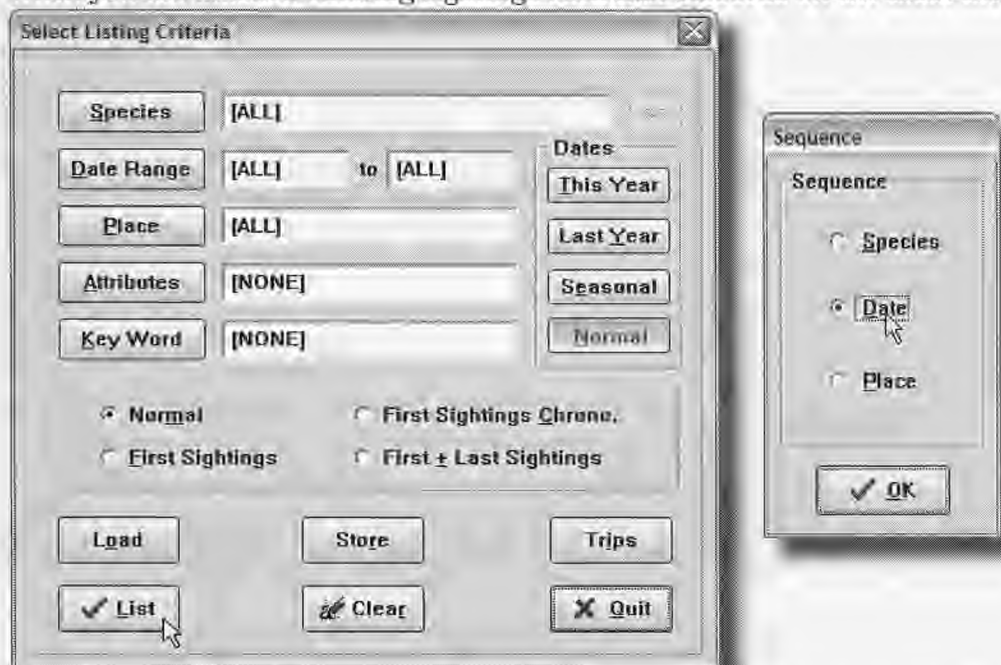 Select Listing Criteria
Species [ALL]
Date Range [ALL] to [ALL]
Place [ALL]
Attributes [NONE]
Key Word [NONE]
Dates
This Year
Last Year
Seasonal
Normal
Normal
First Sightings Chrono.
First Sightings
First + Last Sightings
Load Store Trips
List Clear Quit
Sequence
Sequence
Species
Date
Place
OK